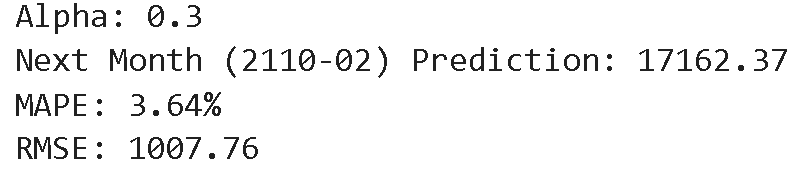 Alpha: 0.3
Next Month (2110-02) Prediction: 17162.37
MAPE: 3.64%
RMSE: 1007.76